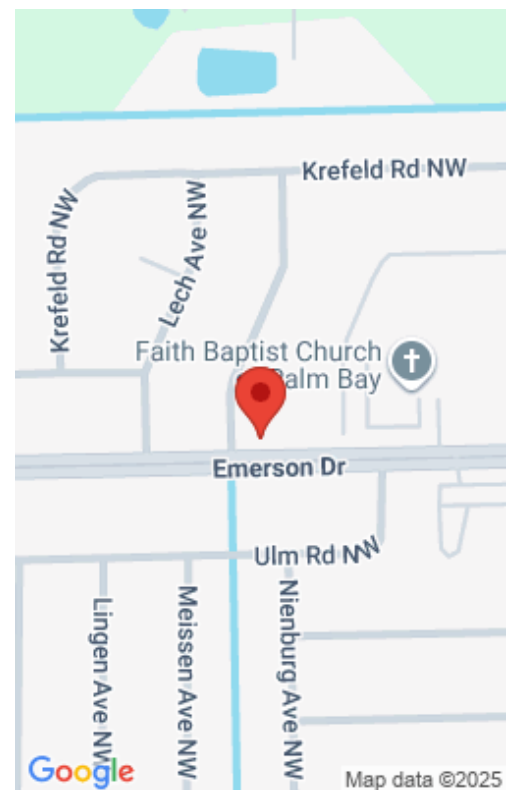 Krefeld Rd NW
Krefeld Rd NW
Lech Ave NW
Faith Baptist Church
of Palm Bay
Emerson Dr
Ulm Rd NW
Lingen Ave NW
Meissen Ave NW
Nienburg Ave NW
Google
Map data ©2025